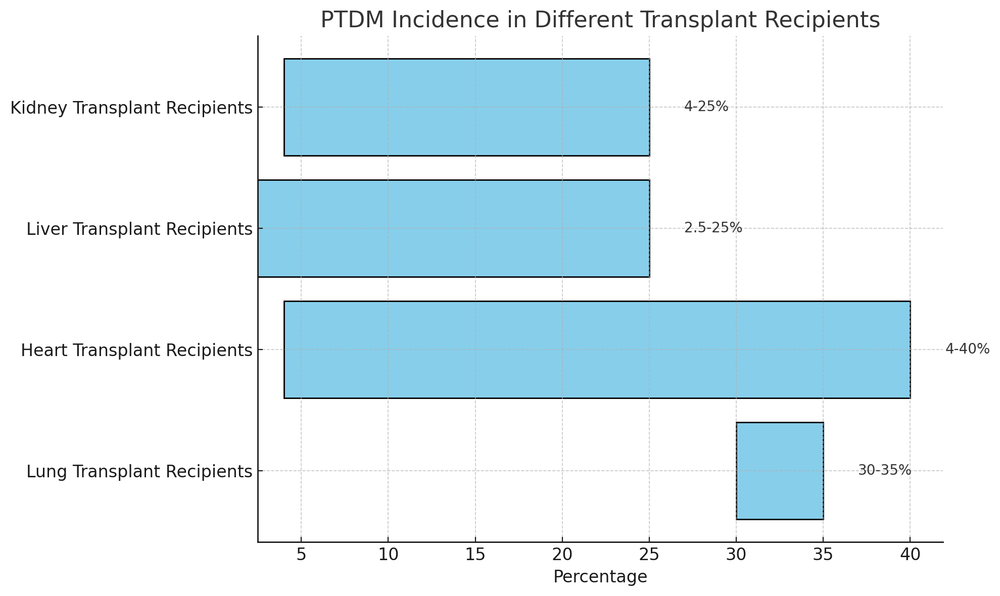 PTDM Incidence in Different Transplant Recipients
Kidney Transplant Recipients
4-25%
Liver Transplant Recipients
2.5-25%
Heart Transplant Recipients
4-40%
Lung Transplant Recipients
30-35%
5 10 15 20 25 30 35 40
Percentage